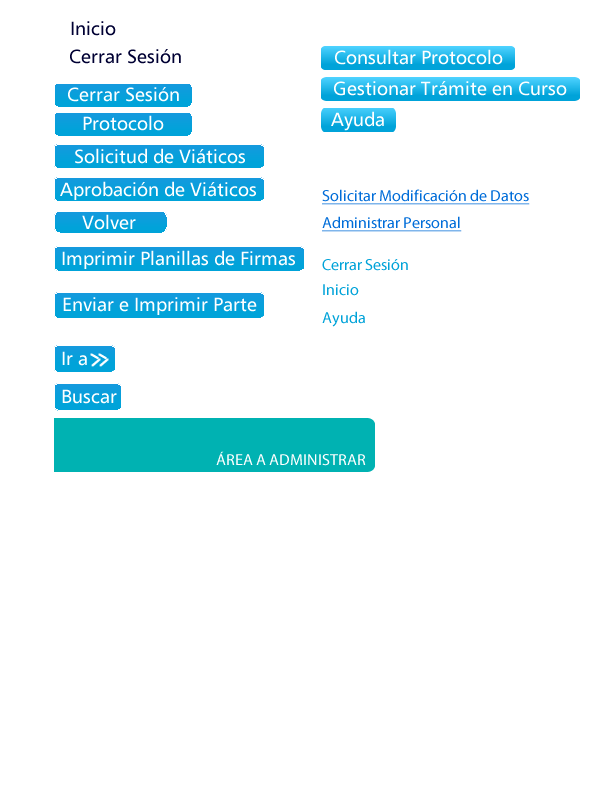 Inicio
Cerrar Sesión
Cerrar Sesión
Protocolo
Solicitud de Viáticos
Aprobación de Viáticos
Volver
Imprimir Planillas de Firmas
Enviar e Imprimir Parte
Ir a »
Buscar
ÁREA A ADMINISTRAR
Consultar Protocolo
Gestionar Trámite en Curso
Ayuda
Solicitar Modificación de Datos
Administrar Personal
Cerrar Sesión
Inicio
Ayuda